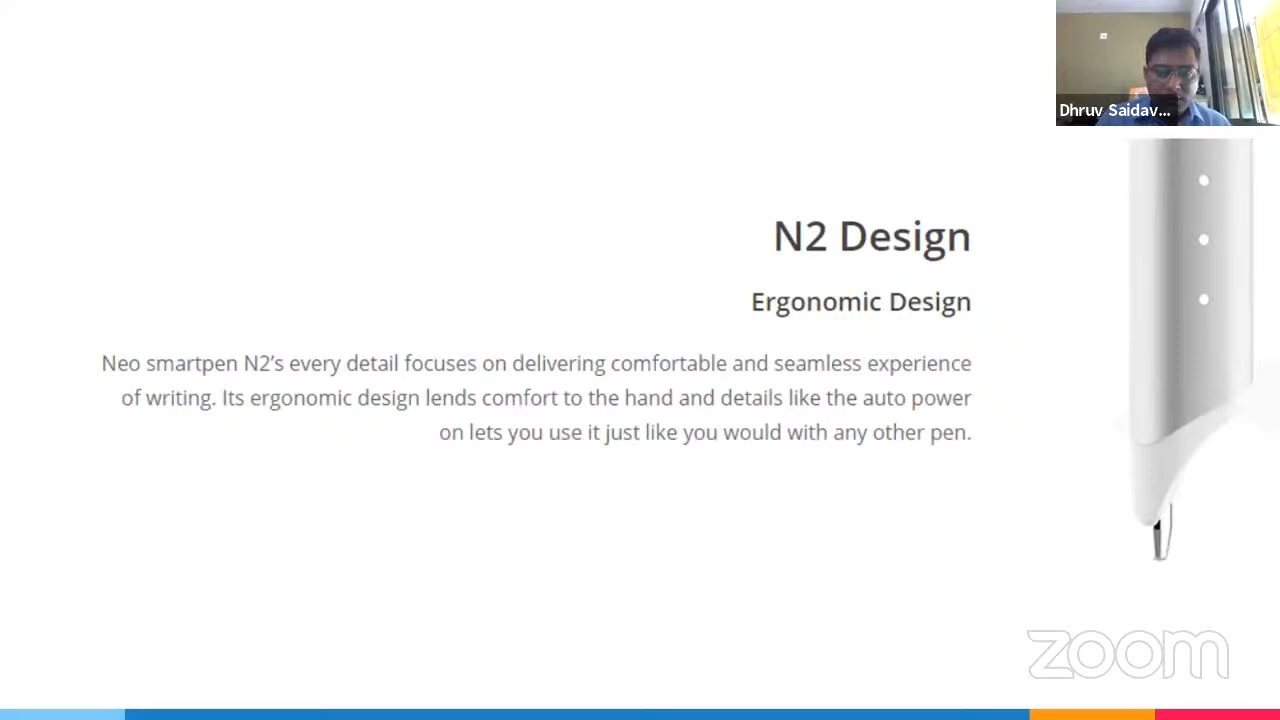 Dhruv Saidav...
N2 Design
Ergonomic Design
Neo smartpen N2’s every detail focuses on delivering comfortable and seamless experience
of writing. Its ergonomic design lends comfort to the hand and details like the auto power
on lets you use it just like you would with any other pen.
zoom